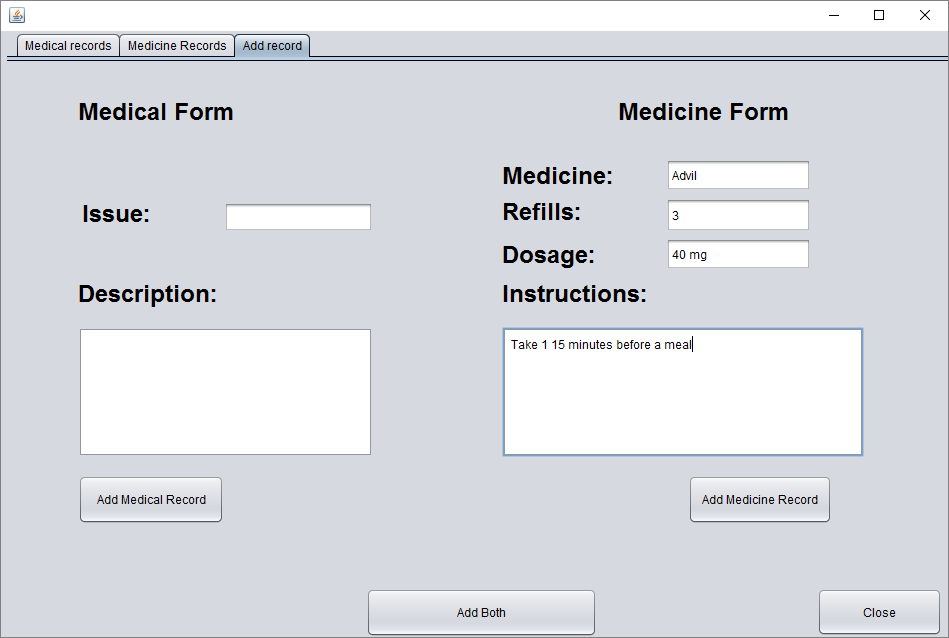 Medical records Medicine Records Add record
Medical Form
Medicine Form
Issue:
Description:
Add Medical Record
Medicine: Advil
Refills: 3
Dosage: 40 mg
Instructions:
Take 1 15 minutes before a meal
Add Medicine Record
Add Both
Close